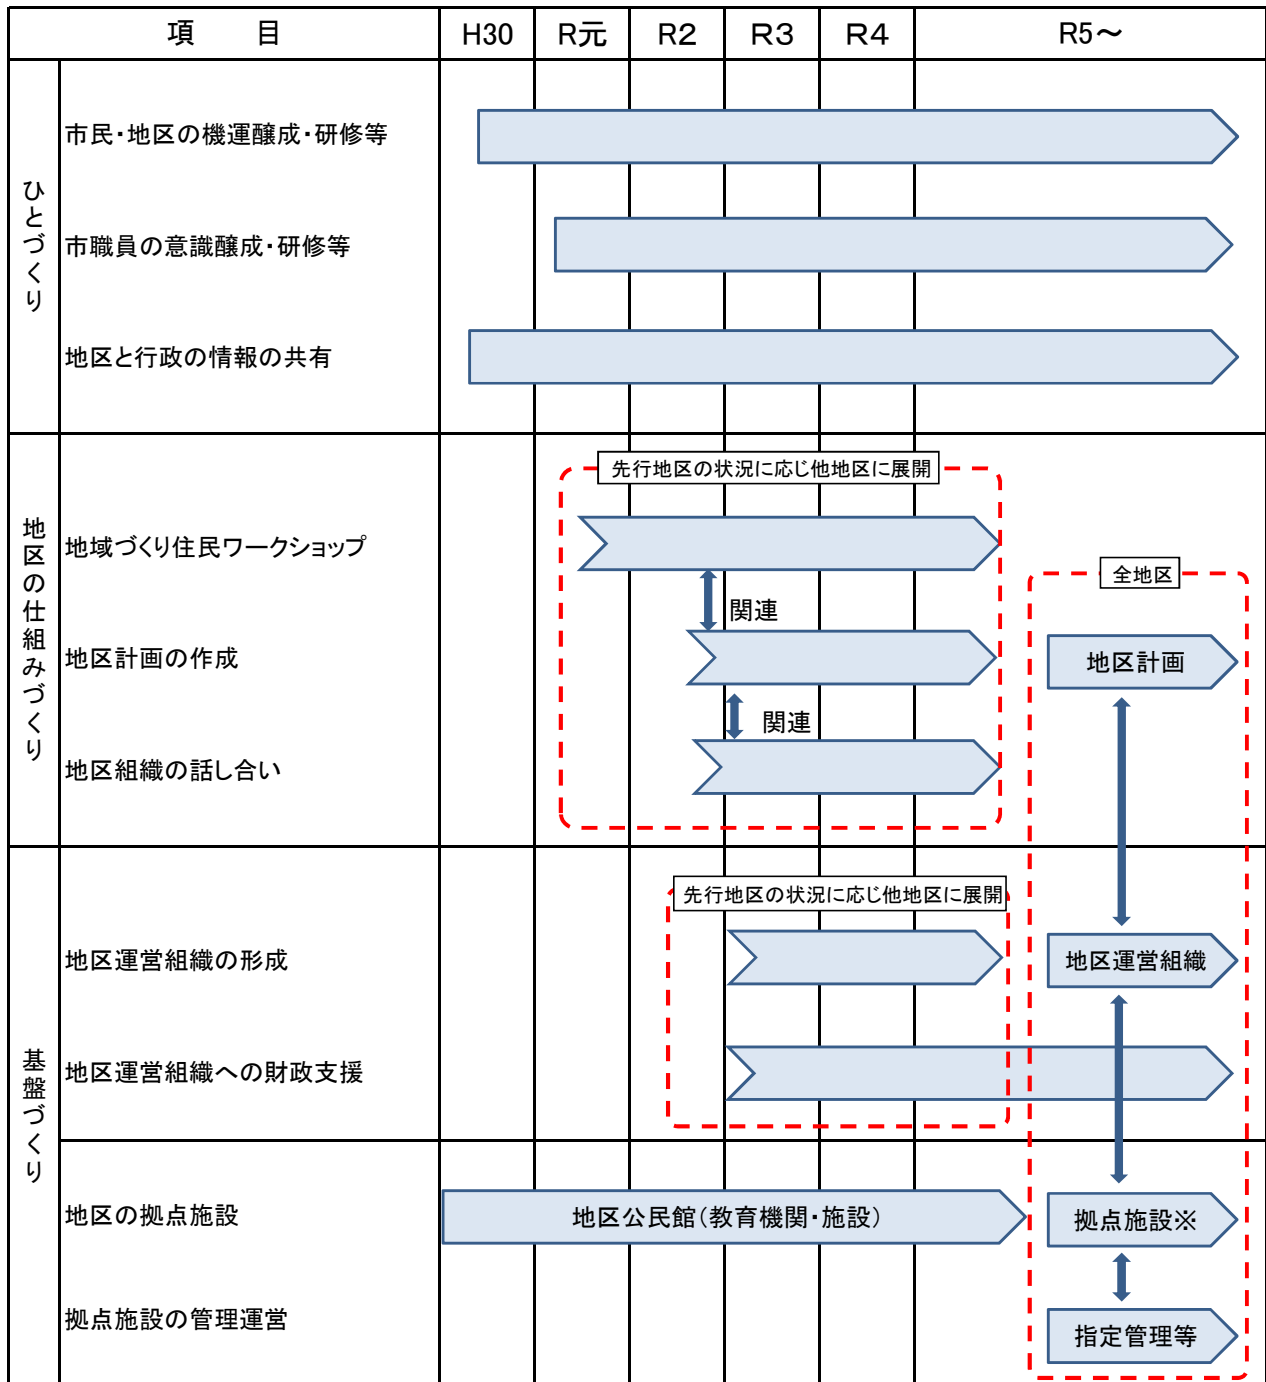 項　目 H30 R元 R2 R3 R4 R5～
ひとづくり
市民・地区の機運醸成・研修等
市職員の意識醸成・研修等
地区と行政の情報の共有
地区の仕組みづくり
先行地区の状況に応じ他地区に展開
地域づくり住民ワークショップ
全地区
関連
地区計画の作成
地区計画
関連
地区組織の話し合い
基盤づくり
先行地区の状況に応じ他地区に展開
地区運営組織の形成
地区運営組織
地区運営組織への財政支援
地区の拠点施設
地区公民館(教育機関・施設)
拠点施設※
拠点施設の管理運営
指定管理等